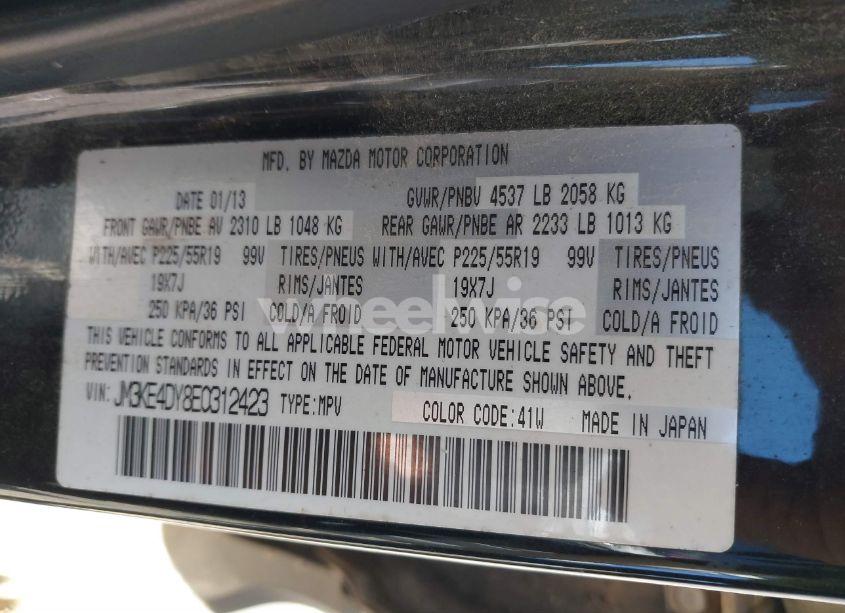 MFD. BY MAZDA MOTOR CORPORATION
DATE 01/13 GVWR/PNBV 4537 LB 2058 KG
FRONT GAWR/PNBE AV 2310 LB 1048 KG REAR GAWR/PNBE AR 2233 LB 1013 KG
WITH/AVEC P225/55R19 99V TIRES/PNEUS WITH/AVEC P225/55R19 99V TIRES/PNEUS
19X7J RIMS/JANTES 19X7J RIMS/JANTES
250 KPA/36 PSI COLD/A FROID 250 KPA/36 PSI COLD/A FROID
wheelwise
THIS VEHICLE CONFORMS TO ALL APPLICABLE FEDERAL MOTOR VEHICLE SAFETY AND THEFT
PREVENTION STANDARDS IN EFFECT ON THE DATE OF MANUFACTURE SHOWN ABOVE.
VIN: JM3KE4DY8E0312423 TYPE:MPV COLOR CODE:41W MADE IN JAPAN